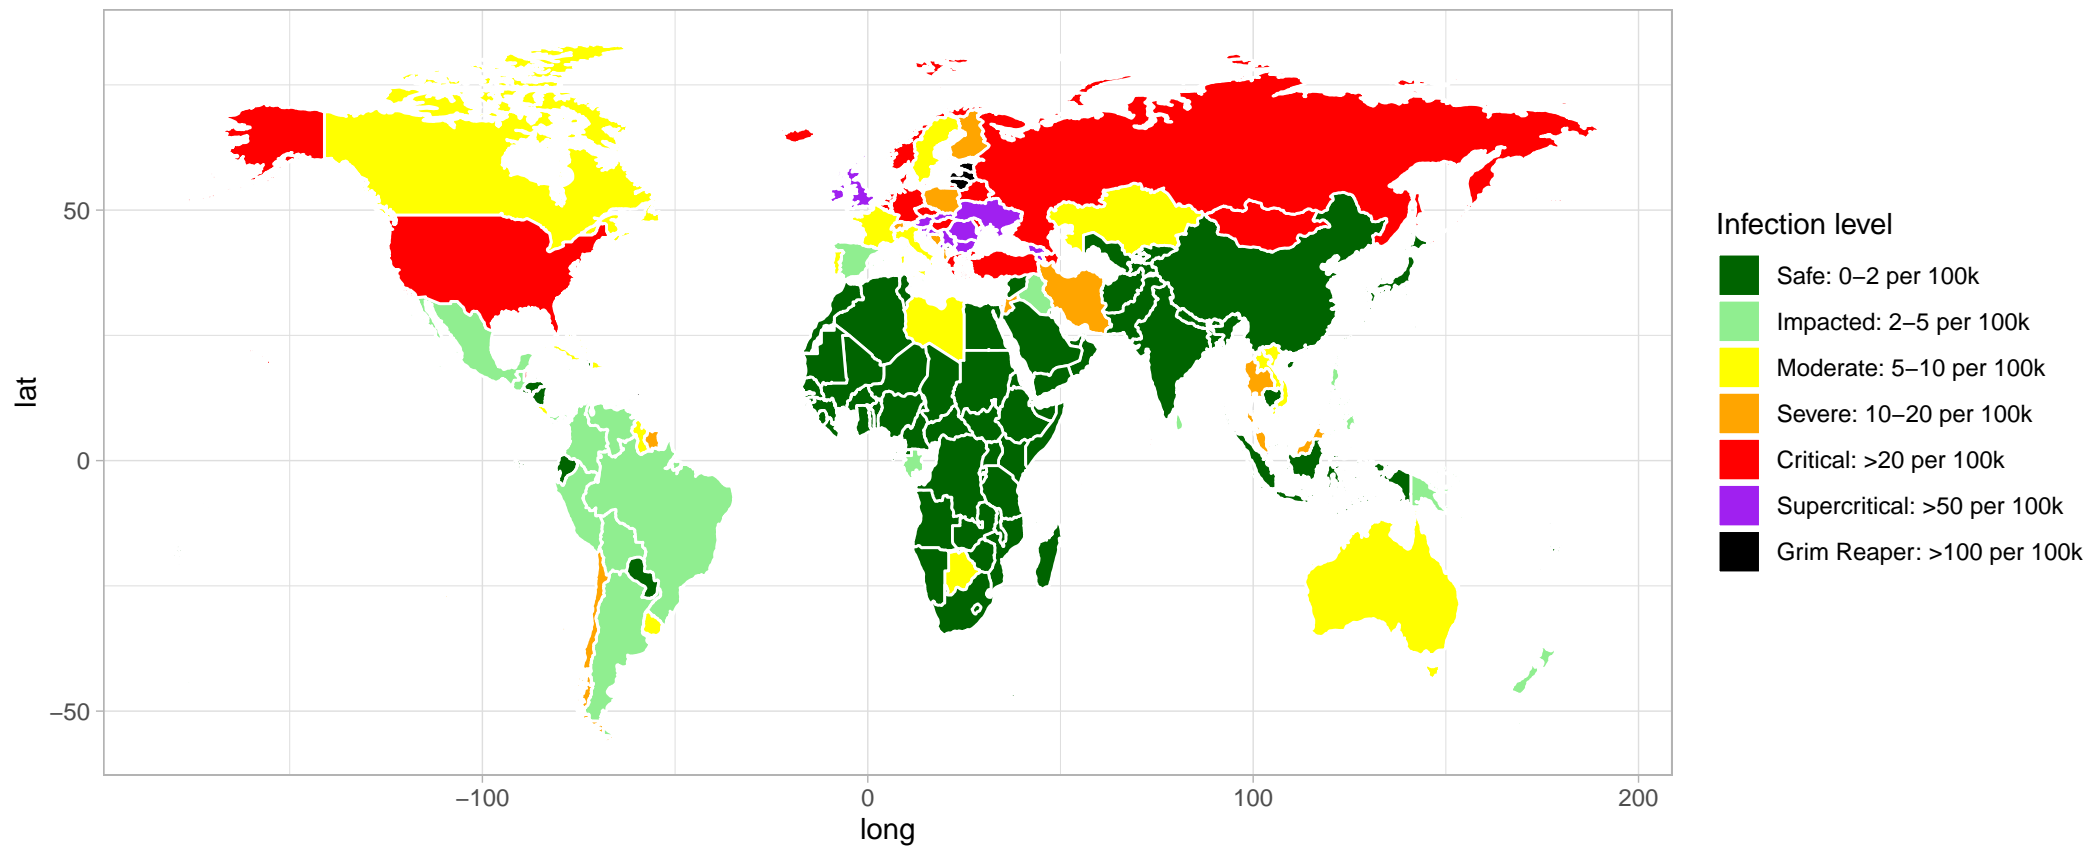 50
0
−50
lat
−100
0
100
200
long
Infection level
Safe: 0−2 per 100k
Impacted: 2−5 per 100k
Moderate: 5−10 per 100k
Severe: 10−20 per 100k
Critical: >20 per 100k
Supercritical: >50 per 100k
Grim Reaper: >100 per 100k